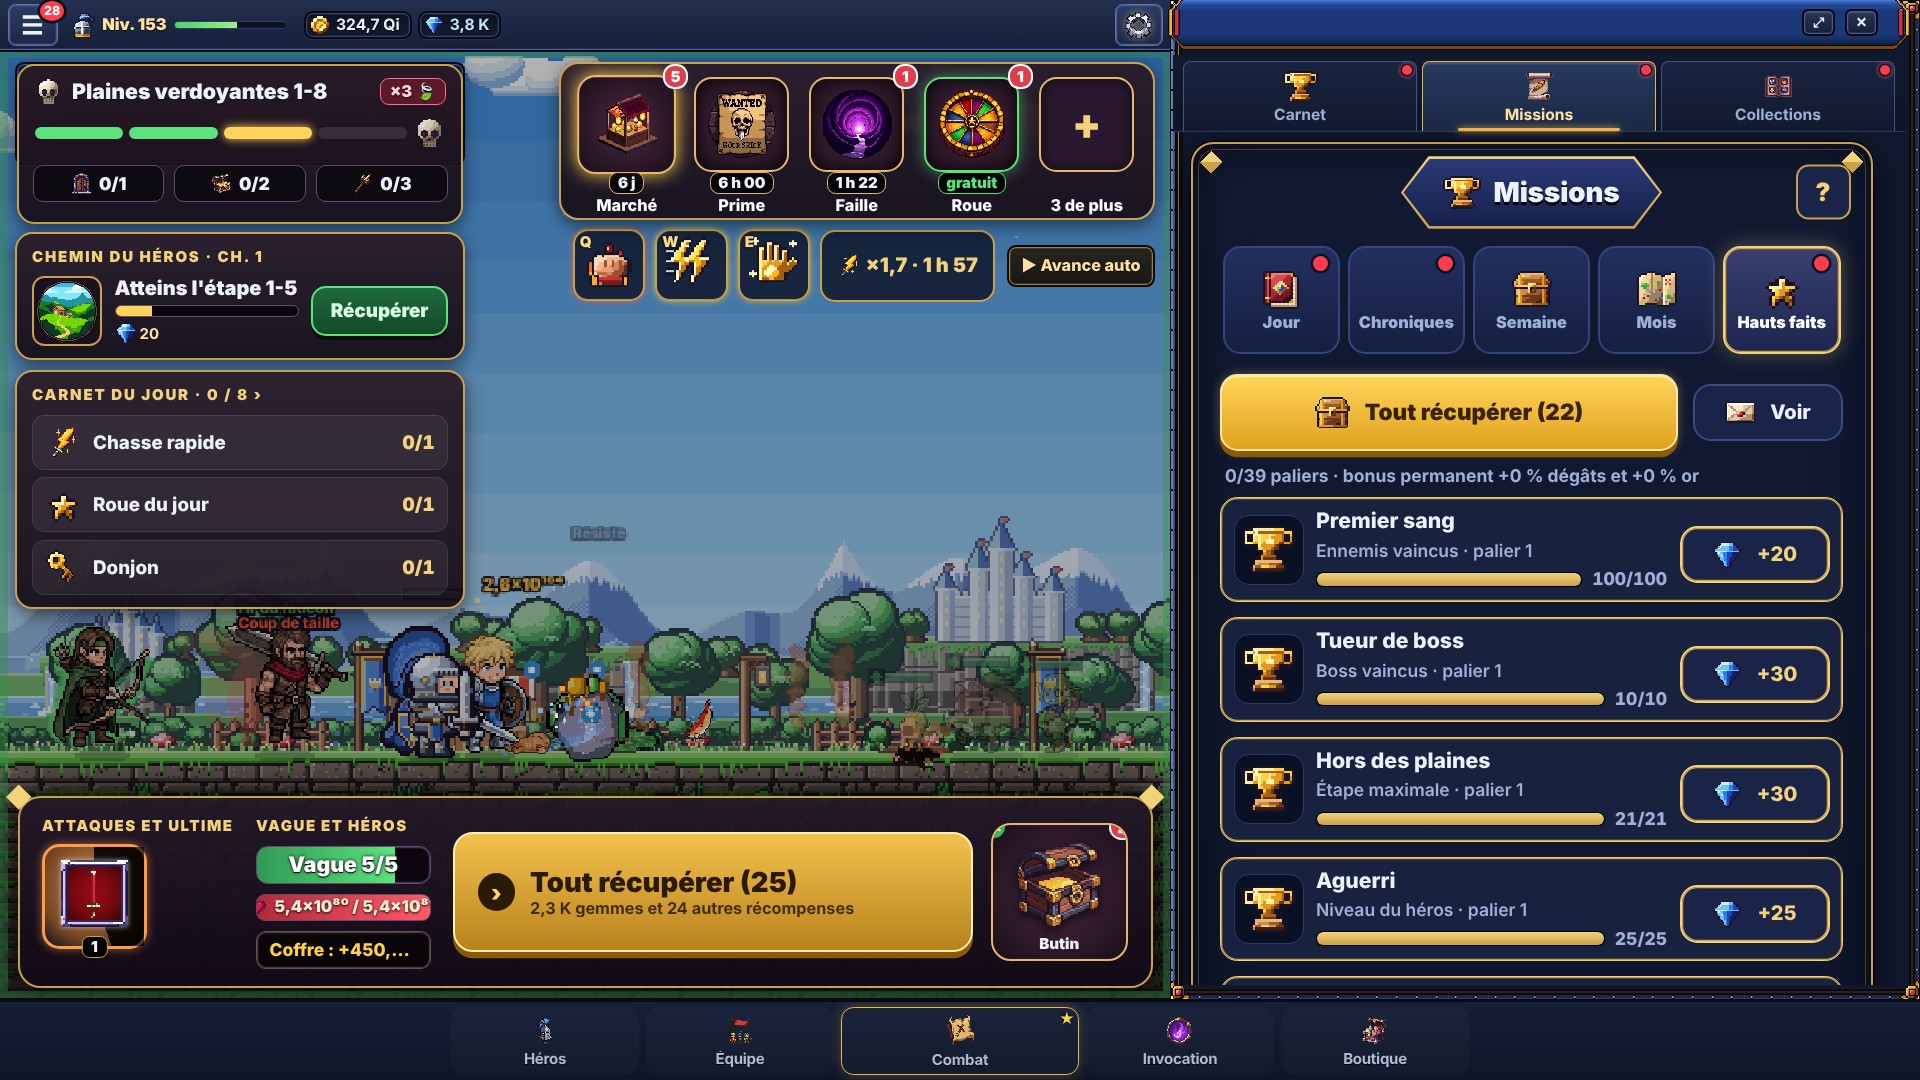 28
Niv. 153
324,7 Qi
3,8 K
Plaines verdoyantes 1-8
×3
0/1
0/2
0/3
CHEMIN DU HÉROS · CH. 1
Atteins l'étape 1-5
20
Récupérer
CARNET DU JOUR · 0 / 8 ›
Chasse rapide
0/1
Roue du jour
0/1
Donjon
0/1
5
6 j
Marché
WANTED
6 h 00
Prime
1
1 h 22
Faille
1
gratuit
Roue
+
3 de plus
Q
W
E
×1,7 · 1 h 57
Avance auto
Résiste
Coup de taille
ATTAQUES ET ULTIME
1
VAGUE ET HÉROS
Vague 5/5
5,4×10⁸⁰ / 5,4×10⁸
Coffre : +450,...
Tout récupérer (25)
2,3 K gemmes et 24 autres récompenses
Butin
Carnet
Missions
Collections
Missions
?
Jour
Chroniques
Semaine
Mois
Hauts faits
Tout récupérer (22)
Voir
0/39 paliers · bonus permanent +0 % dégâts et +0 % or
Premier sang
Ennemis vaincus · palier 1
100/100
+20
Tueur de boss
Boss vaincus · palier 1
10/10
+30
Hors des plaines
Étape maximale · palier 1
21/21
+30
Aguerri
Niveau du héros · palier 1
25/25
+25
Héros
Équipe
Combat
Invocation
Boutique